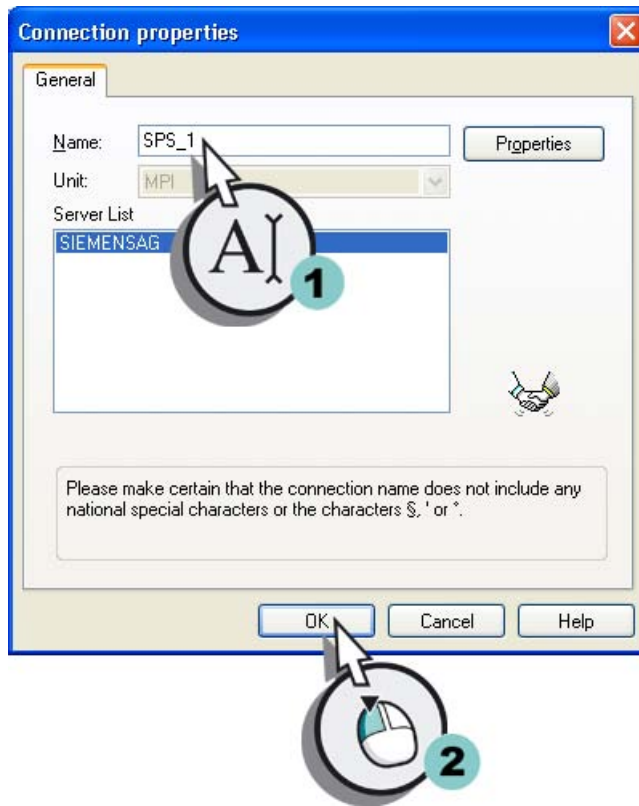 Connection properties
General
Name: SPS_1 Properties
Unit: MPI
Server List
SIEMENSAG
A
1
Please make certain that the connection name does not include any
national special characters or the characters §, ' or ".
OK Cancel Help
2